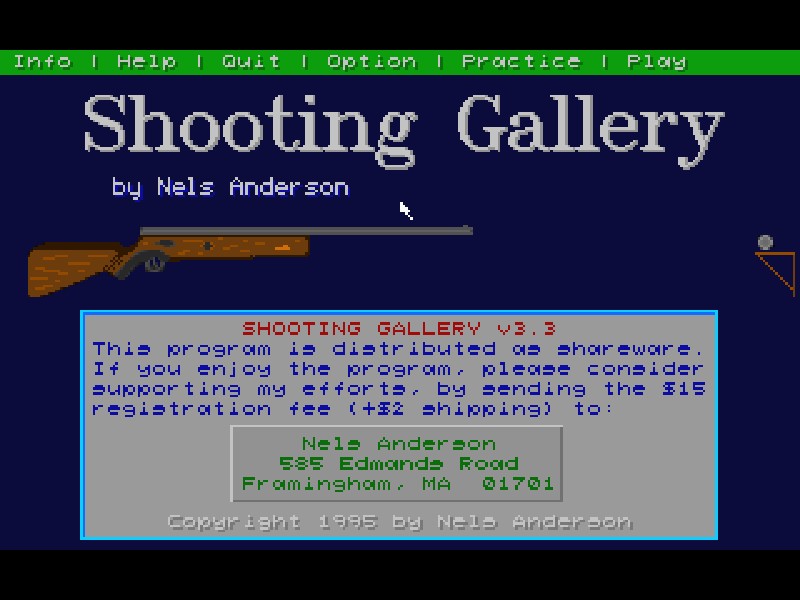 Info | Help | Quit | Option | Practice | Play
Shooting Gallery
by Nels Anderson
SHOOTING GALLERY v3.3
This program is distributed as shareware.
If you enjoy the program, please consider
supporting my efforts, by sending the $15
registration fee (+$2 shipping) to:
Nels Anderson
585 Edmands Road
Framingham, MA 01701
Copyright 1995 by Nels Anderson